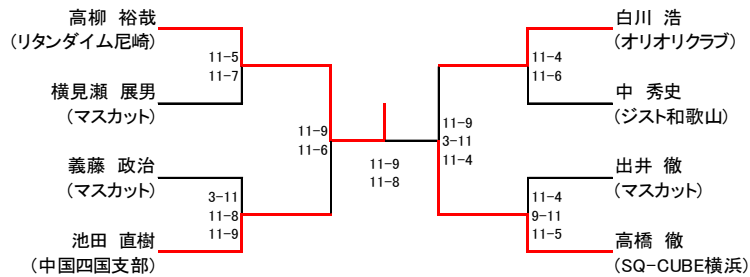 高柳 裕哉
(リタンダイム尼崎)
11-5
11-7
横見瀬 展男
(マスカット)
11-9
11-6
義藤 政治
(マスカット)
3-11
11-8
11-9
池田 直樹
(中国四国支部)
11-9
11-8
白川 浩
(オリオリクラブ)
11-4
11-6
中 秀史
(ジスト和歌山)
11-9
3-11
11-4
出井 徹
(マスカット)
11-4
9-11
11-5
高橋 徹
(SQ-CUBE横浜)